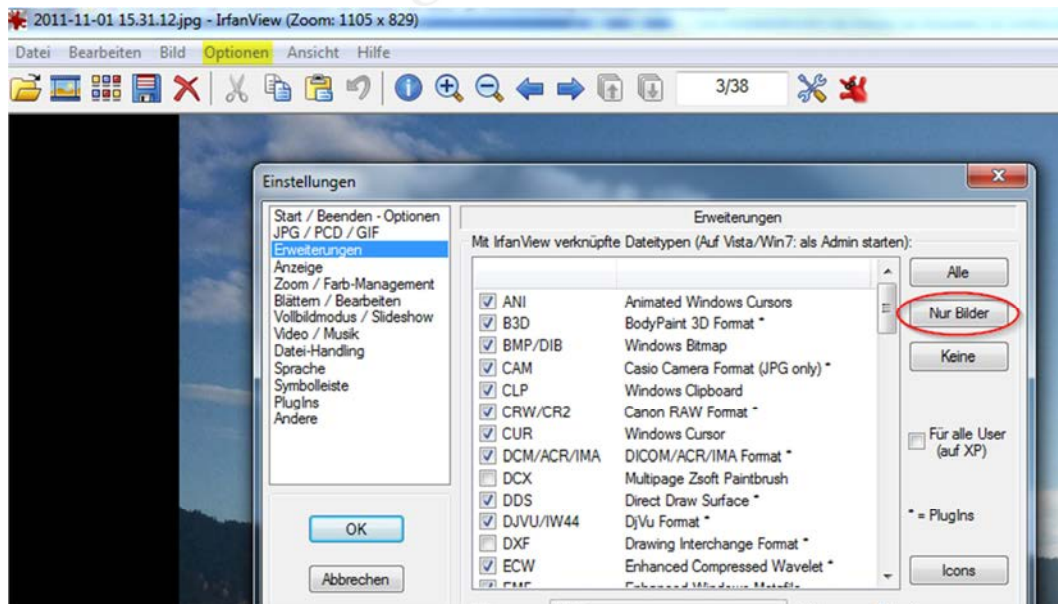 2011-11-01 15.31.12.jpg - IrfanView (Zoom: 1105 x 829)
Datei Bearbeiten Bild Optionen Ansicht Hilfe
3/38
Einstellungen
Start / Beenden - Optionen
JPG / PCD / GIF
Erweiterungen
Anzeige
Zoom / Farb-Management
Blättern / Bearbeiten
Vollbildmodus / Slideshow
Video / Musik
Datei-Handling
Sprache
Symbolleiste
PlugIns
Andere
OK
Abbrechen
Erweiterungen
Mit IrfanView verknüpfte Dateitypen (Auf Vista/Win7: als Admin starten):
ANI Animated Windows Cursors
B3D BodyPaint 3D Format *
BMP/DIB Windows Bitmap
CAM Casio Camera Format (JPG only) *
CLP Windows Clipboard
CRW/CR2 Canon RAW Format *
CUR Windows Cursor
DCM/ACR/IMA DICOM/ACR/IMA Format *
DCX Multipage Zsoft Paintbrush
DDS Direct Draw Surface *
DJVU/IW44 DjVu Format *
DXF Drawing Interchange Format *
ECW Enhanced Compressed Wavelet *
EMF Enhanced Windows Metafile
Alle
Nur Bilder
Keine
Für alle User
(auf XP)
* = PlugIns
Icons